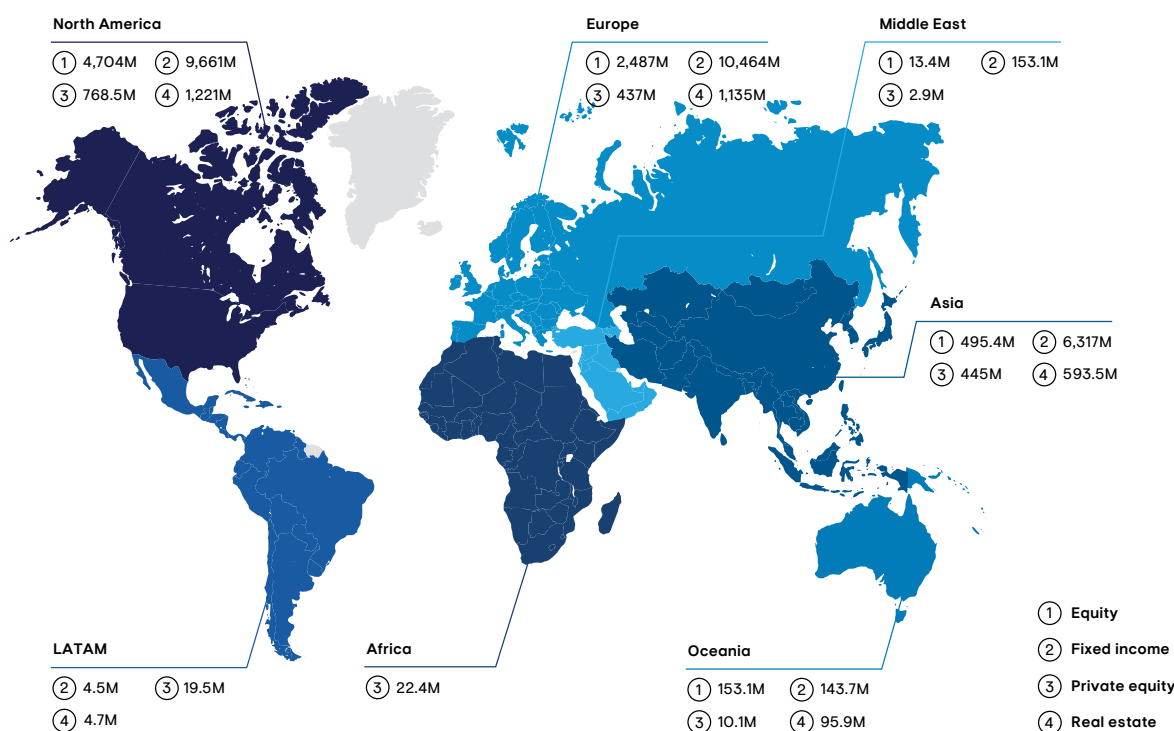 North America
1 4,704M 2 9,661M
3 768.5M 4 1,221M
Europe
1 2,487M 2 10,464M
3 437M 4 1,135M
Middle East
1 13.4M 2 153.1M
3 2.9M
Asia
1 495.4M 2 6,317M
3 445M 4 593.5M
LATAM
2 4.5M 3 19.5M
4 4.7M
Africa
3 22.4M
Oceania
1 153.1M 2 143.7M
3 10.1M 4 95.9M
1 Equity
2 Fixed income
3 Private equity
4 Real estate